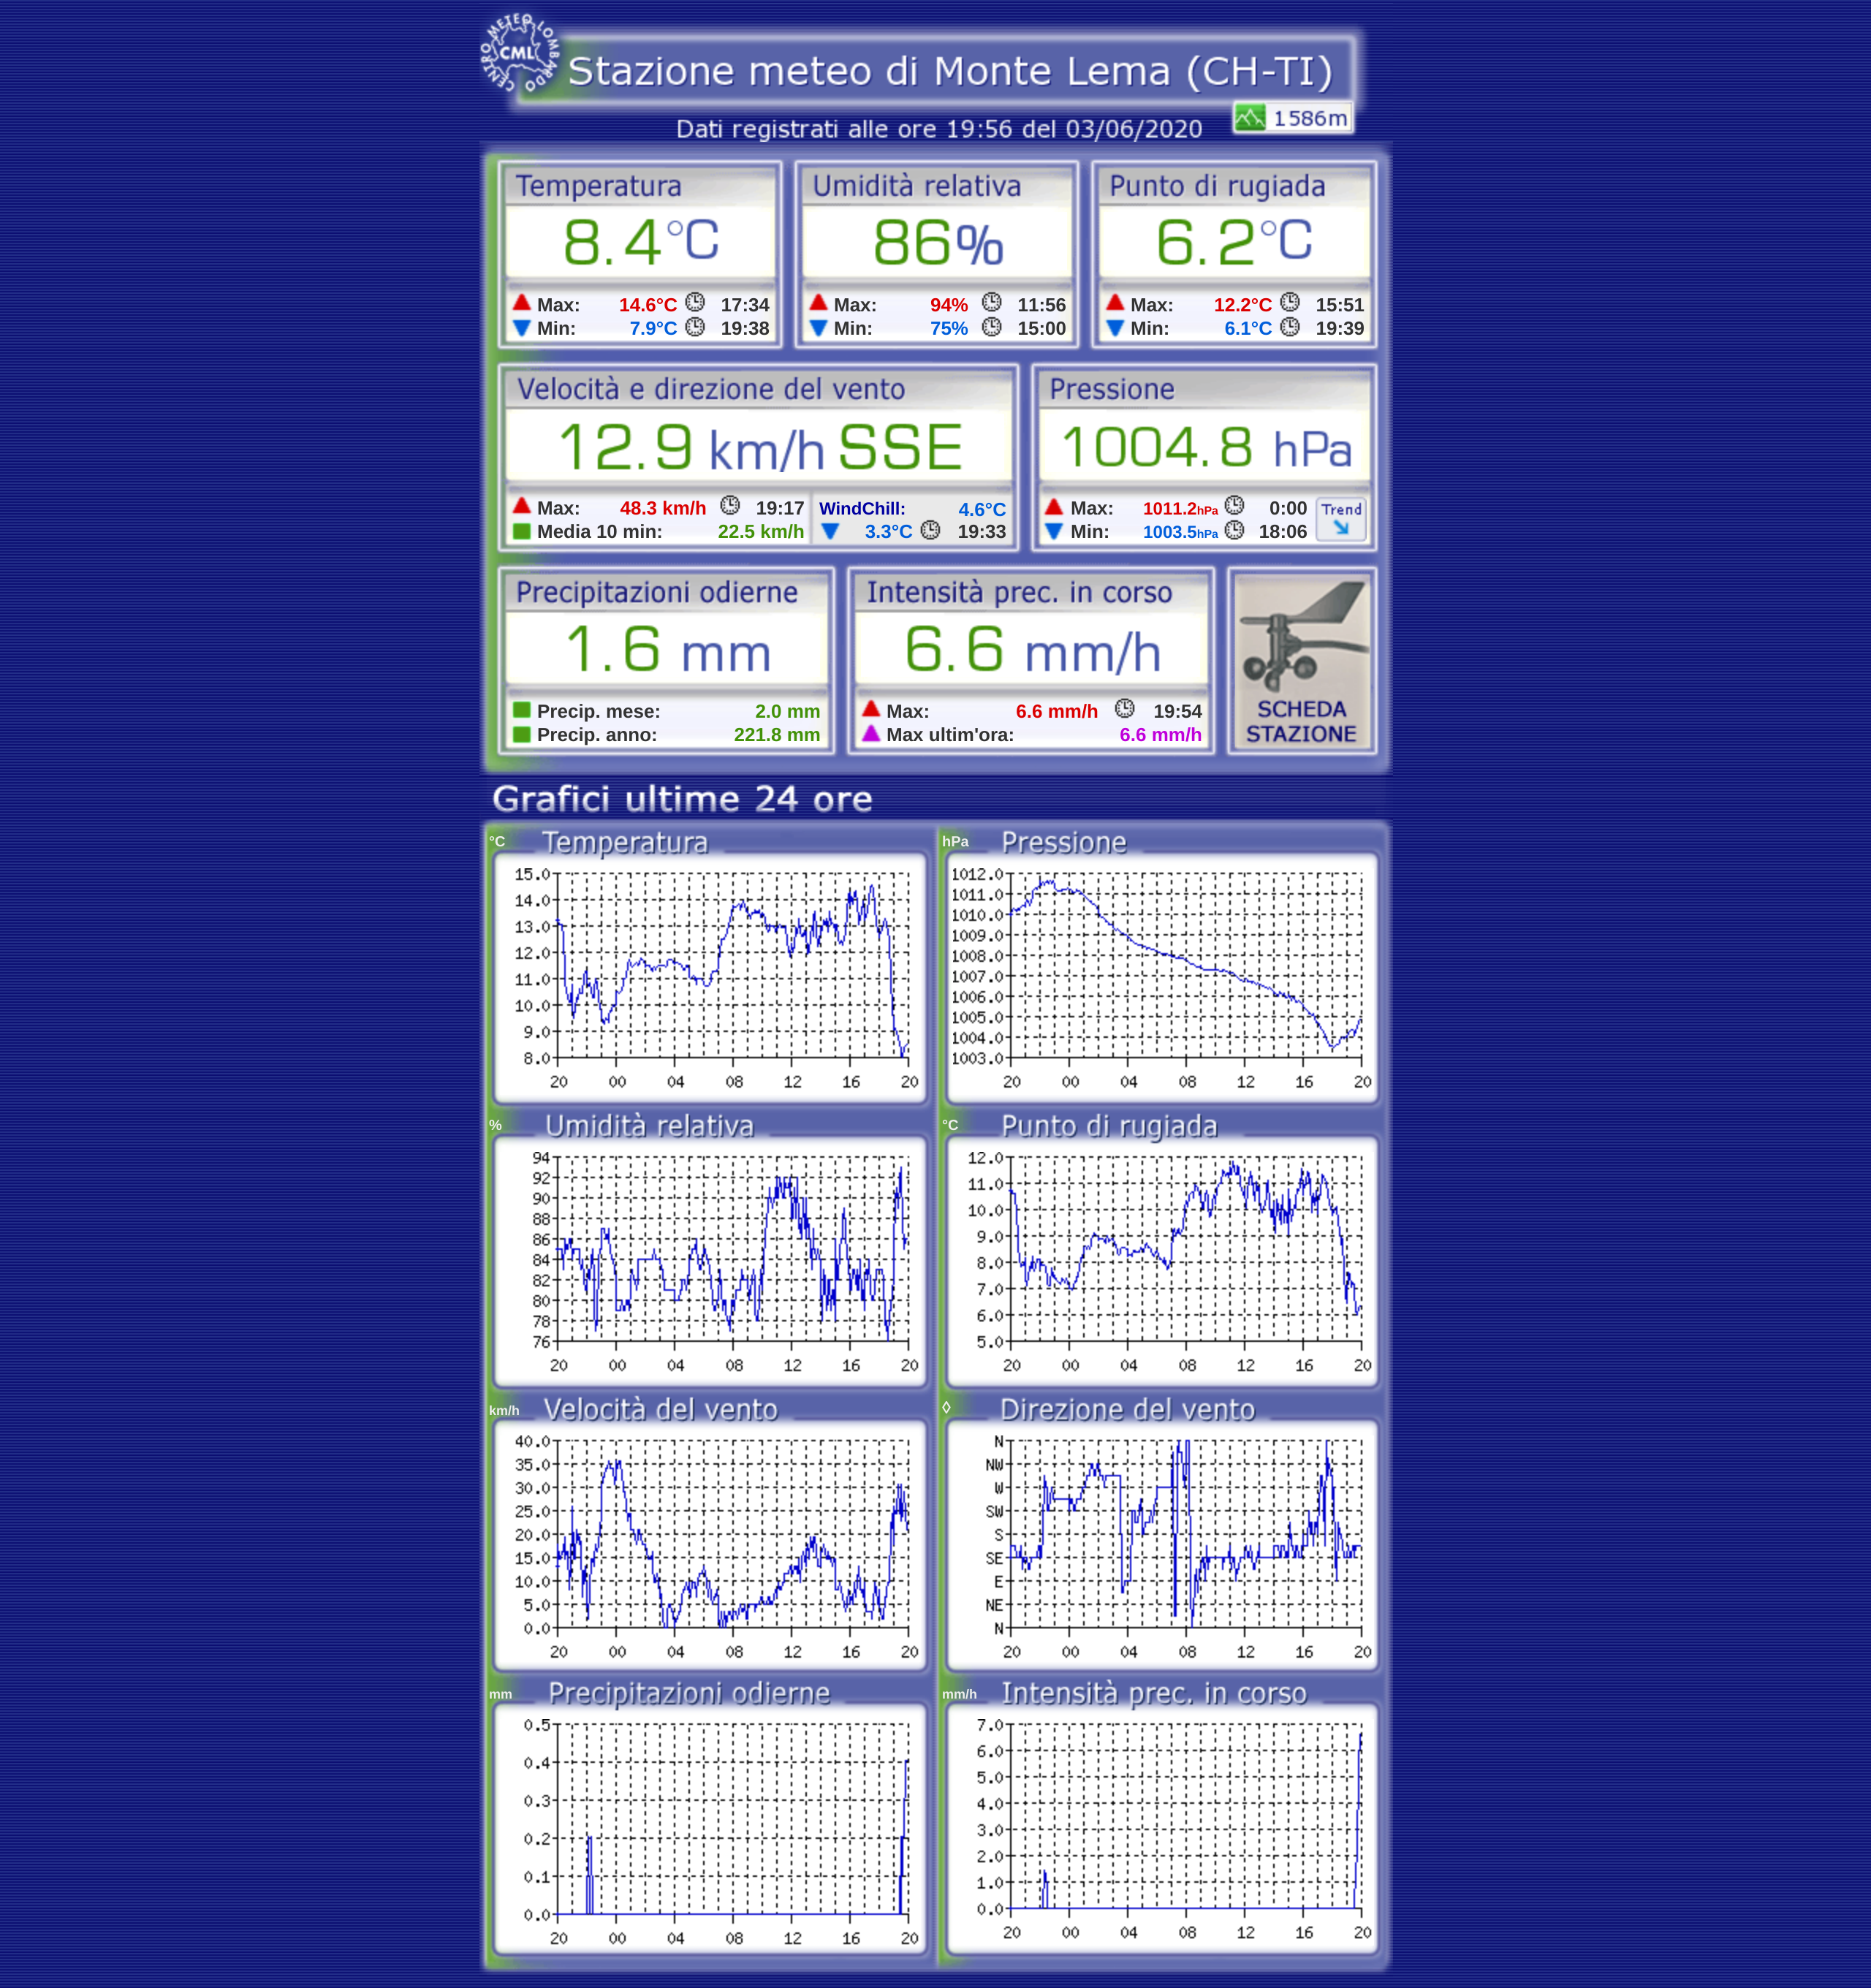 CENTRO METEO LOMBARDO
CML
Stazione meteo di Monte Lema (CH-TI)
1586m
Dati registrati alle ore 19:56 del 03/06/2020
Temperatura Umidità relativa Punto di rugiada
8.4°C 86% 6.2°C
Max: 14.6°C 17:34 Max: 94% 11:56 Max: 12.2°C 15:51
Min: 7.9°C 19:38 Min: 75% 15:00 Min: 6.1°C 19:39
Velocità e direzione del vento Pressione
12.9 km/h SSE 1004.8 hPa
Max: 48.3 km/h 19:17 WindChill: 4.6°C Max: 1011.2hPa 0:00 Trend
Media 10 min: 22.5 km/h 3.3°C 19:33 Min: 1003.5hPa 18:06
Precipitazioni odierne Intensità prec. in corso
1.6 mm 6.6 mm/h
Precip. mese: 2.0 mm Max: 6.6 mm/h 19:54 SCHEDA
Precip. anno: 221.8 mm Max ultim'ora: 6.6 mm/h STAZIONE
Grafici ultime 24 ore
°C Temperatura
15.0
14.0
13.0
12.0
11.0
10.0
9.0
8.0
20 00 04 08 12 16 20
hPa Pressione
1012.0
1011.0
1010.0
1009.0
1008.0
1007.0
1006.0
1005.0
1004.0
1003.0
20 00 04 08 12 16 20
% Umidità relativa
94
92
90
88
86
84
82
80
78
76
20 00 04 08 12 16 20
°C Punto di rugiada
12.0
11.0
10.0
9.0
8.0
7.0
6.0
5.0
20 00 04 08 12 16 20
km/h Velocità del vento
40.0
35.0
30.0
25.0
20.0
15.0
10.0
5.0
0.0
20 00 04 08 12 16 20
◊ Direzione del vento
N
NW
W
SW
S
SE
E
NE
N
20 00 04 08 12 16 20
mm Precipitazioni odierne
0.5
0.4
0.3
0.2
0.1
0.0
20 00 04 08 12 16 20
mm/h Intensità prec. in corso
7.0
6.0
5.0
4.0
3.0
2.0
1.0
0.0
20 00 04 08 12 16 20